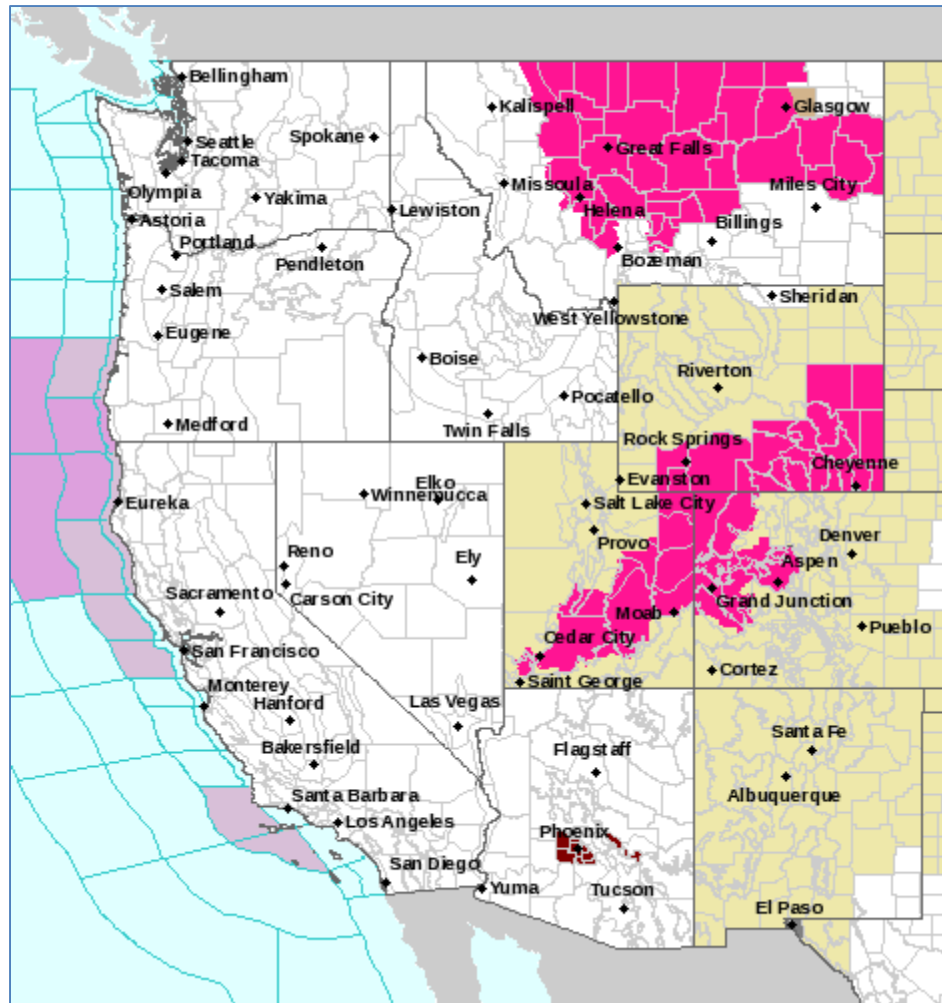 Bellingham
Kalispell
Glasgow
Seattle
Spokane
Great Falls
Tacoma
Missoula
Miles City
Olympia
Yakima
Lewiston
Helena
Astoria
Billings
Portland
Pendleton
Bozeman
Salem
Sheridan
West Yellowstone
Eugene
Boise
Riverton
Pocatello
Medford
Twin Falls
Rock Springs
Cheyenne
Evanston
Elko
Winnemucca
Eureka
Salt Lake City
Provo
Denver
Reno
Ely
Aspen
Sacramento
Carson City
Grand Junction
Moab
Pueblo
San Francisco
Cedar City
Cortez
Saint George
Monterey
Hanford
Las Vegas
Bakersfield
Flagstaff
Santa Fe
Albuquerque
Santa Barbara
Los Angeles
Phoenix
San Diego
Yuma
Tucson
El Paso